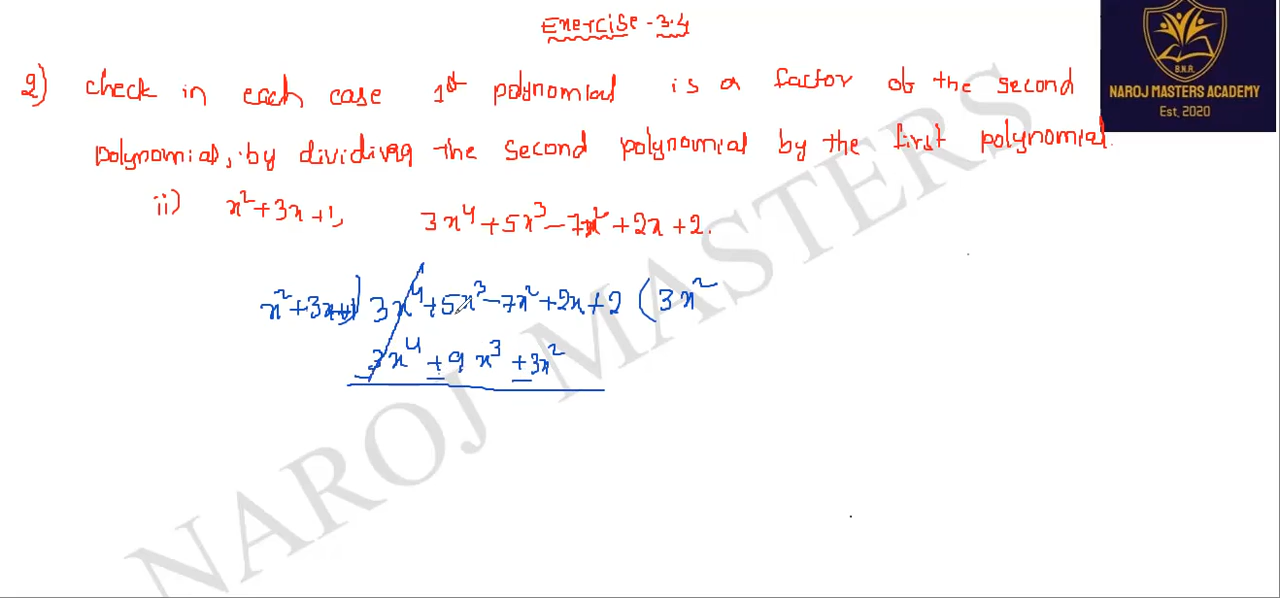 Exercise - 3.4
B.N.R.
NAROJ MASTERS ACADEMY
Est. 2020
2) check in each case 1st polynomial is a factor of the second
polynomial, by dividing the second polynomial by the first polynomial.
ii) x²+3x+1, 3x⁴+5x³-7x²+2x+2.
x²+3x+1) 3x⁴+5x³-7x²+2x+2 (3x²
3x⁴+9x³+3x²
- - -
NAROJ MASTERS